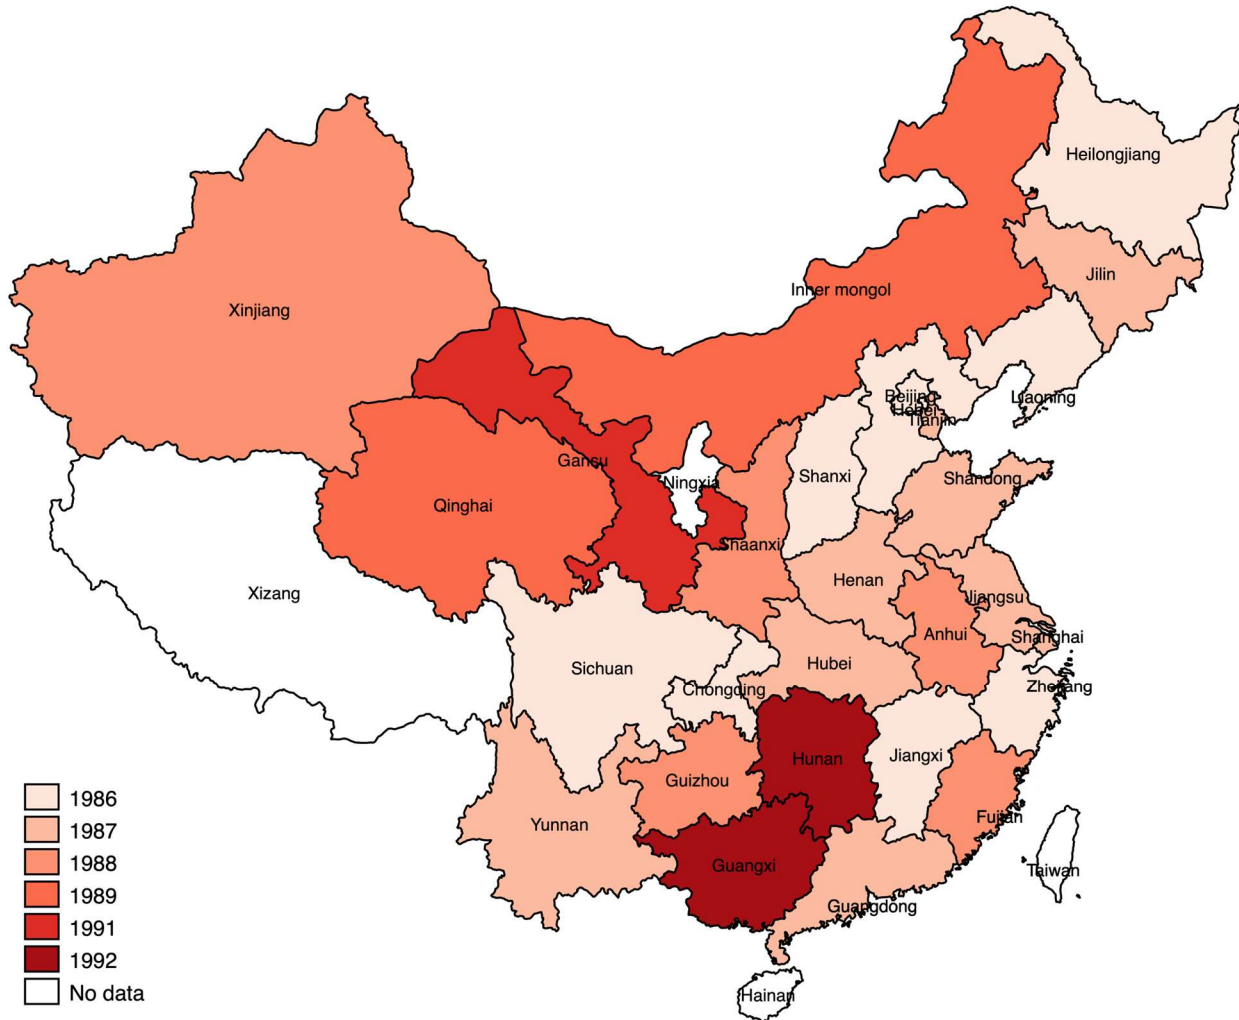 Heilongjiang
Jilin
Inner mongol
Xinjiang
Liaoning
Beijing
Hebei
Tianjin
Gansu
Ningxia
Shanxi
Shandong
Qinghai
Shaanxi
Henan
Xizang
Jiangsu
Anhui
Shanghai
Sichuan
Hubei
Chongding
Zhejiang
Hunan
Jiangxi
Guizhou
Yunnan
Fujian
Guangxi
Taiwan
Guangdong
Hainan
1986
1987
1988
1989
1991
1992
No data